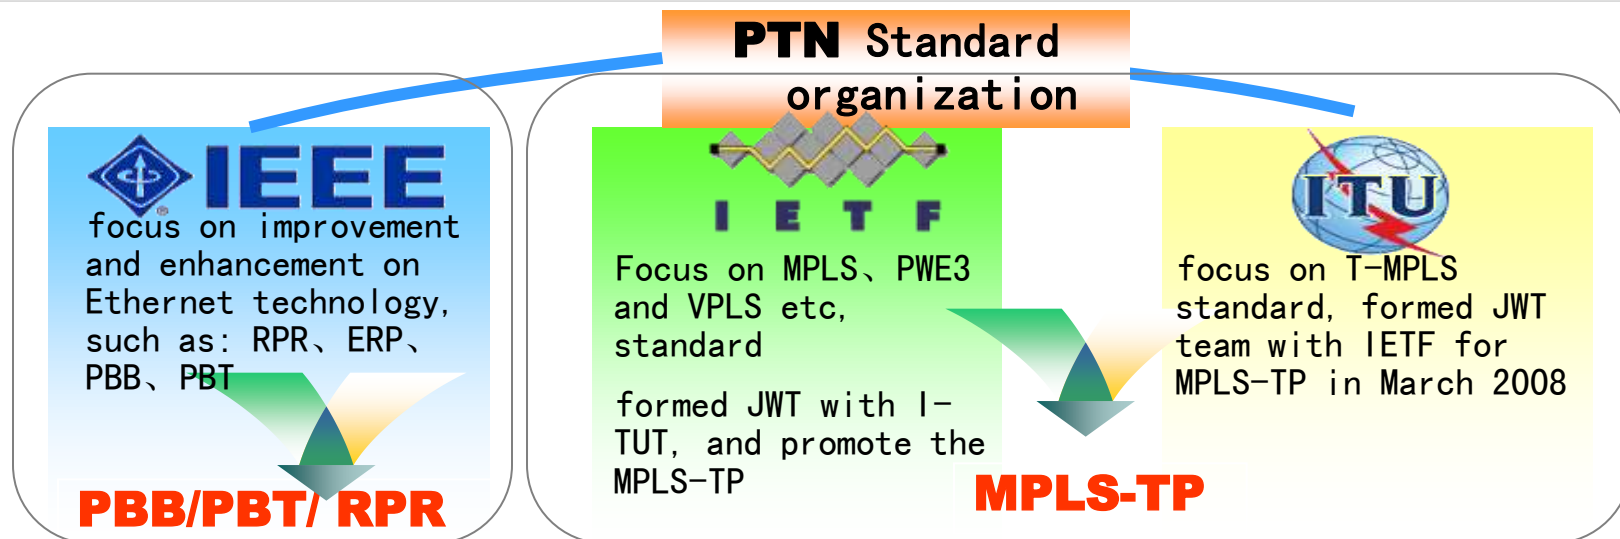 PTN Standard
organization
IEEE
focus on improvement
and enhancement on
Ethernet technology,
such as: RPR、ERP、
PBB、PBT
PBB/PBT/ RPR
I E T F
Focus on MPLS、PWE3
and VPLS etc,
standard
formed JWT with I-
TUT, and promote the
MPLS-TP
MPLS-TP
ITU
focus on T-MPLS
standard, formed JWT
team with IETF for
MPLS-TP in March 2008